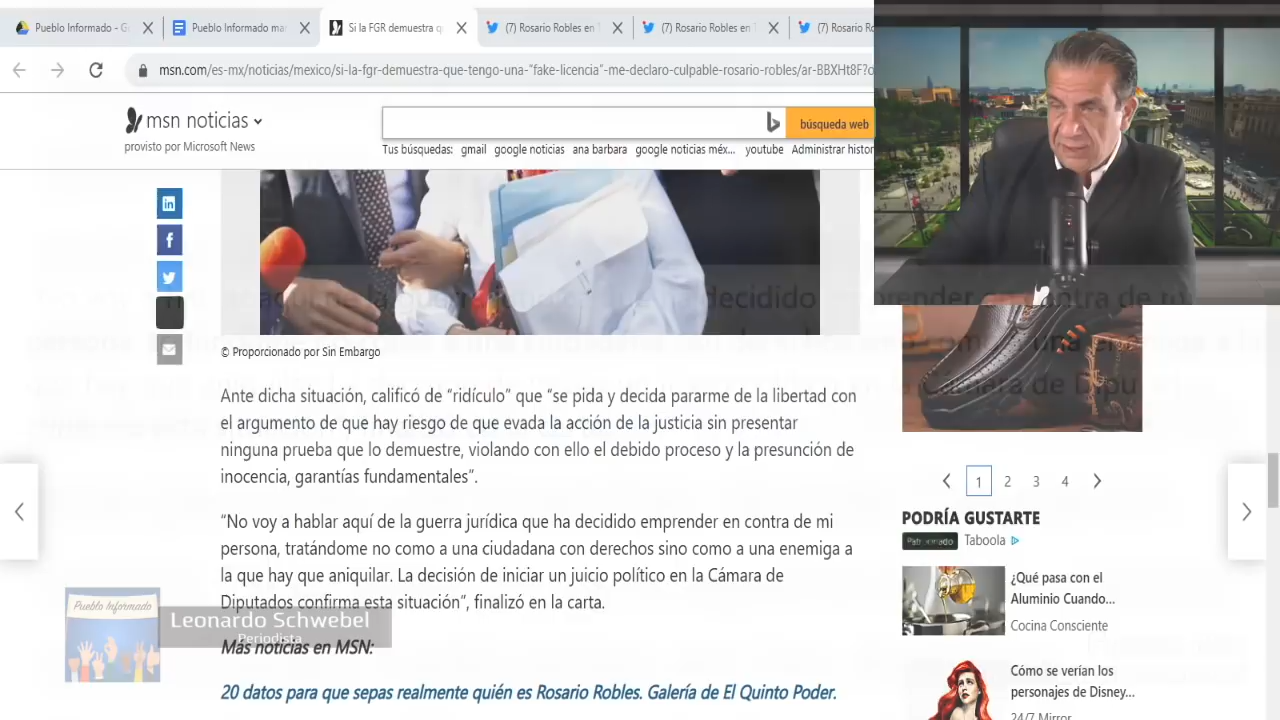 Pueblo Informado - G
Pueblo Informado ma
Si la FGR demuestra q
(7) Rosario Robles en
(7) Rosario Robles en
(7) Rosario Ro
msn.com/es-mx/noticias/mexico/si-la-fgr-demuestra-que-tengo-una-"fake-licencia"-me-declaro-culpable-rosario-robles/ar-BBXHt8F?o
msn noticias
provisto por Microsoft News
búsqueda web
Tus búsquedas: gmail google noticias ana barbara google noticias méx... youtube Administrar histor
in
f
© Proporcionado por Sin Embargo
Ante dicha situación, calificó de “ridículo” que “se pida y decida pararme de la libertad con
el argumento de que hay riesgo de que evada la acción de la justicia sin presentar
ninguna prueba que lo demuestre, violando con ello el debido proceso y la presunción de
inocencia, garantías fundamentales”.
“No voy a hablar aquí de la guerra jurídica que ha decidido emprender en contra de mi
persona, tratándome no como a una ciudadana con derechos sino como a una enemiga a
la que hay que aniquilar. La decisión de iniciar un juicio político en la Cámara de
Diputados confirma esta situación”, finalizó en la carta.
Más noticias en MSN:
20 datos para que sepas realmente quién es Rosario Robles. Galería de El Quinto Poder.
Pueblo Informado
Leonardo Schwebel
Periodista
1 2 3 4
PODRÍA GUSTARTE
Taboola
¿Qué pasa con el
Aluminio Cuando...
Cocina Consciente
Cómo se verían los
personajes de Disney...
24/7 Mirror